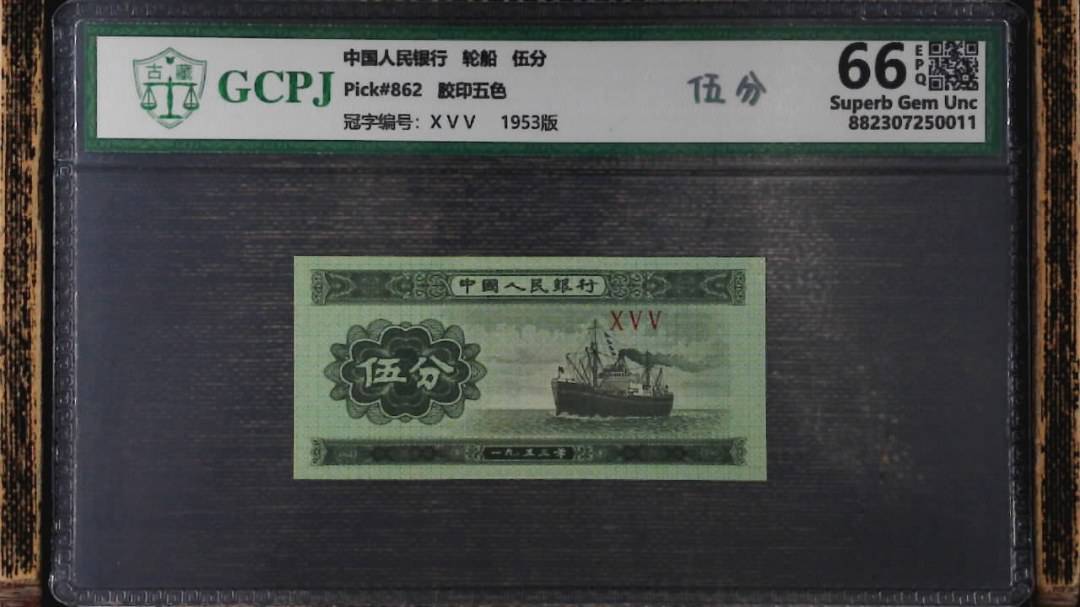 古藏
GCPJ
中国人民银行 轮船 伍分
Pick#862 胶印五色
冠字编号：X V V 1953版
伍分
66 EPQ
Superb Gem Unc
882307250011
中國人民銀行
XVV
伍分
一九五三年